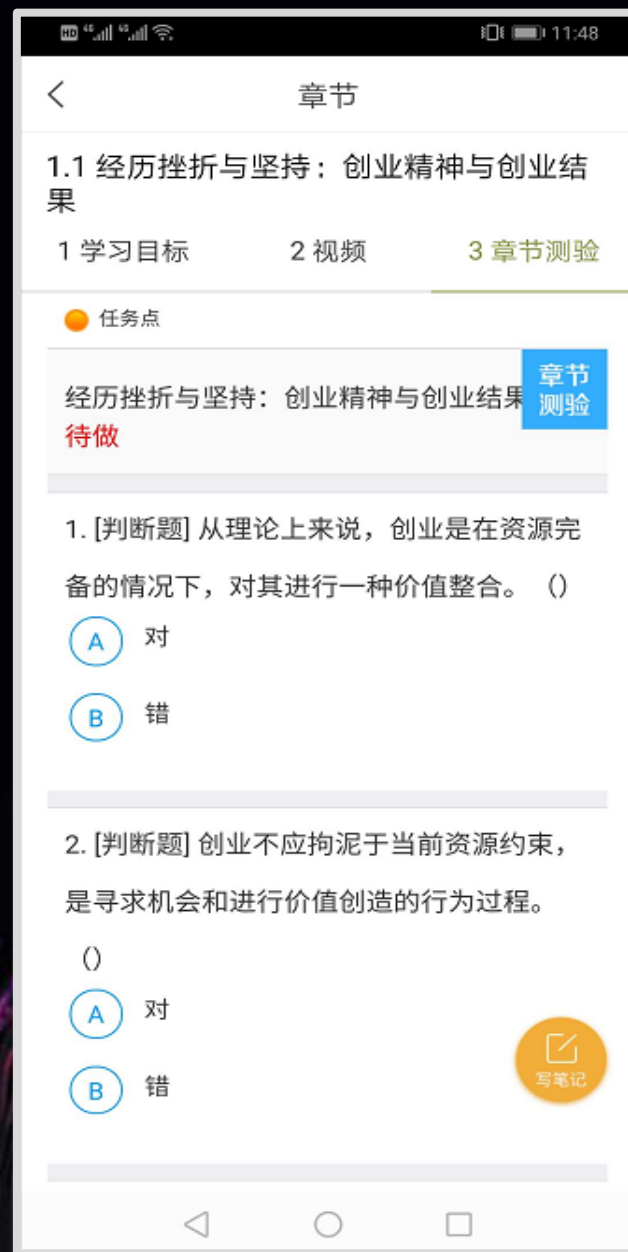 HD 4G 4G 11:48
章节
1.1 经历挫折与坚持：创业精神与创业结
果
1 学习目标 2 视频 3 章节测验
任务点
章节
测验
经历挫折与坚持：创业精神与创业结果
待做
1. [判断题] 从理论上来说，创业是在资源完
备的情况下，对其进行一种价值整合。（）
A 对
B 错
2. [判断题] 创业不应拘泥于当前资源约束，
是寻求机会和进行价值创造的行为过程。
（）
A 对
B 错
写笔记